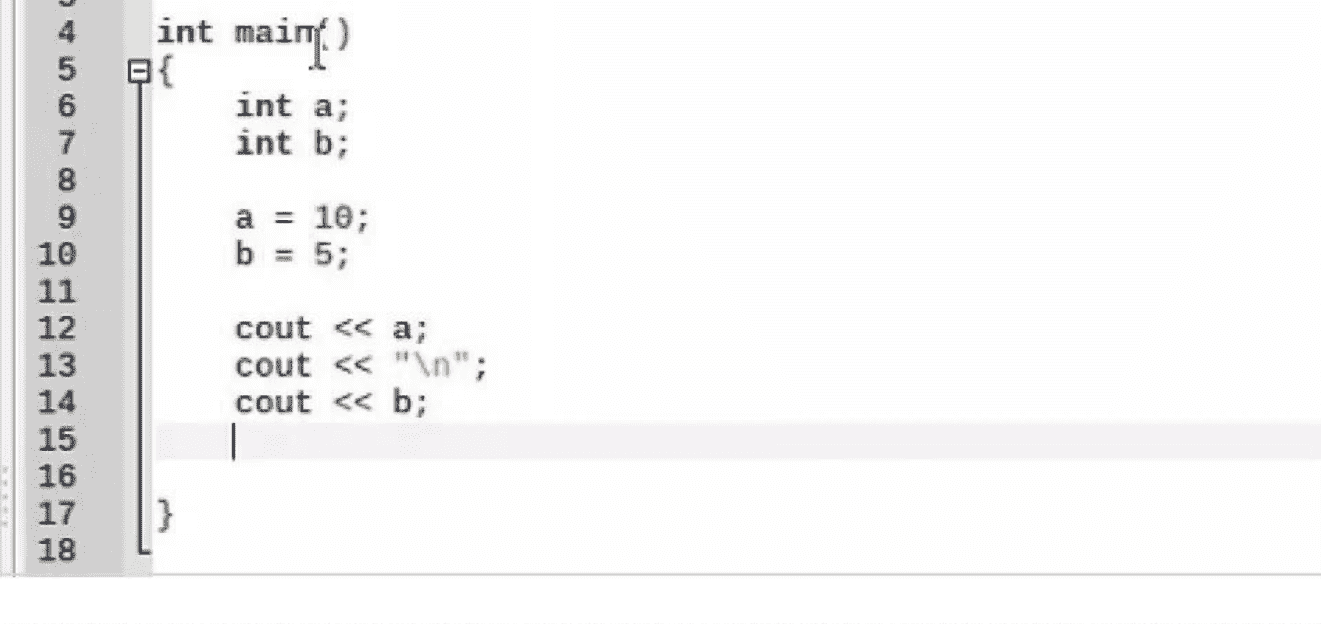 4 int main()
5 {
6 int a;
7 int b;
8
9 a = 10;
10 b = 5;
11
12 cout << a;
13 cout << "\n";
14 cout << b;
15
16
17 }
18